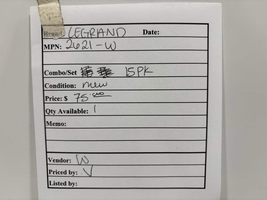 Brand: LEGRAND Date:
MPN: 2621-W
Combo/Set 15PK
Condition: new
Price: $ 75.00
Qty Available: 1
Memo:
Vendor: W
Priced by: V
Listed by: